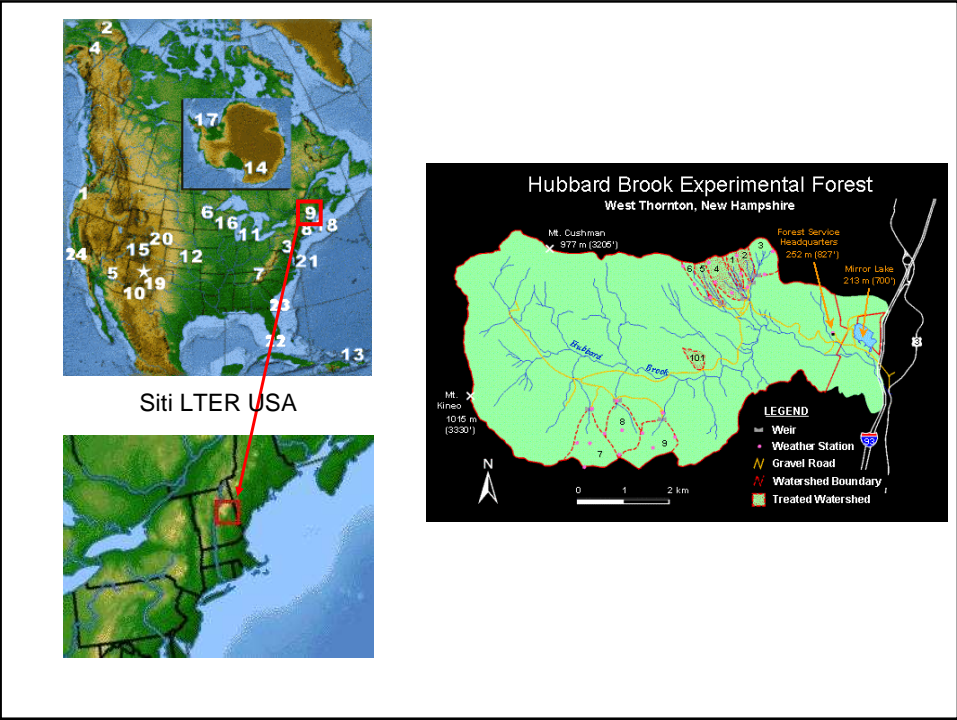 2
4
17
14
1
9
6
16
8
18
11
20
24
15
12
3
21
5
7
19
10
23
22
13
Siti LTER USA
Hubbard Brook Experimental Forest
West Thornton, New Hampshire
Mt. Cushman
977 m (3205')
Forest Service
Headquarters
252 m (827')
Mirror Lake
213 m (700')
6
5
4
1
2
3
Hubbard
Brook
101
Mt.
Kineo
1015 m
(3330')
8
9
7
N
0 1 2 km
LEGEND
Weir
Weather Station
Gravel Road
Watershed Boundary
Treated Watershed
93